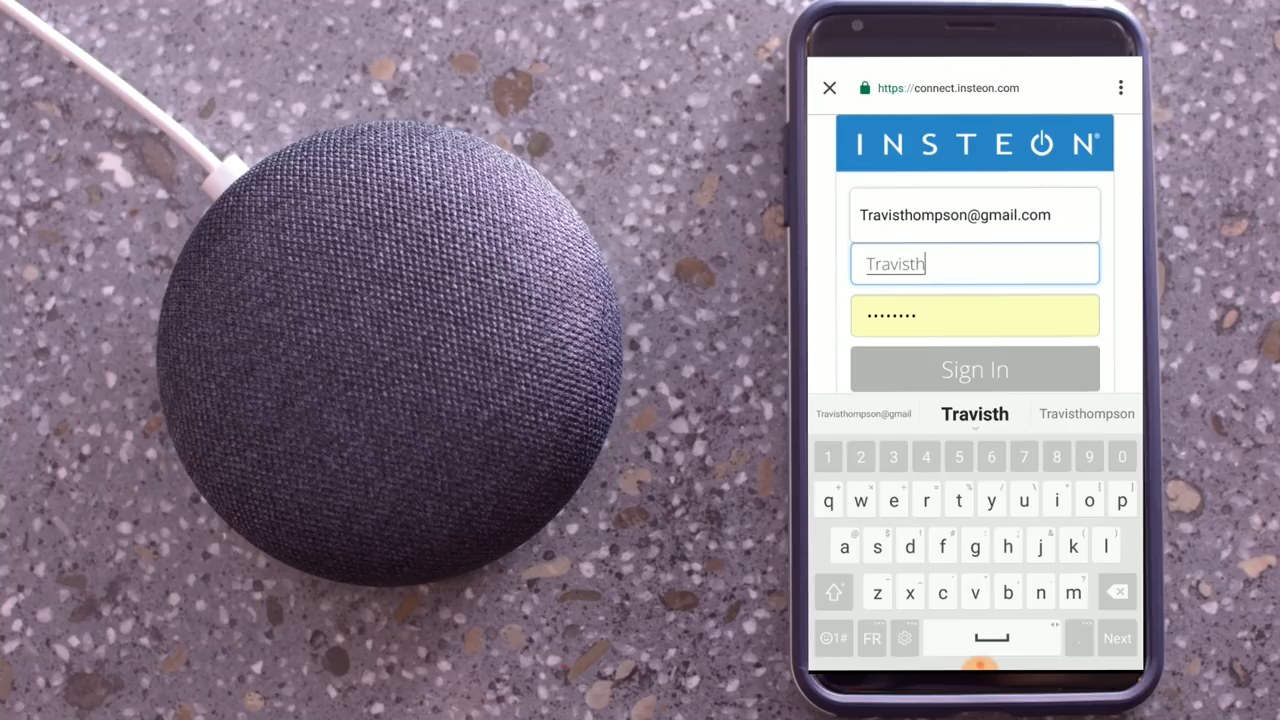 https://connect.insteon.com
INSTEON®
Travisthompson@gmail.com
Travisth
••••••••
Sign In
Travisthompson@gmail Travisth Travisthompson
1 2 3 4 5 6 7 8 9 0
q w e r t y u i o p
a s d f g h j k l
z x c v b n m
1# FR . Next